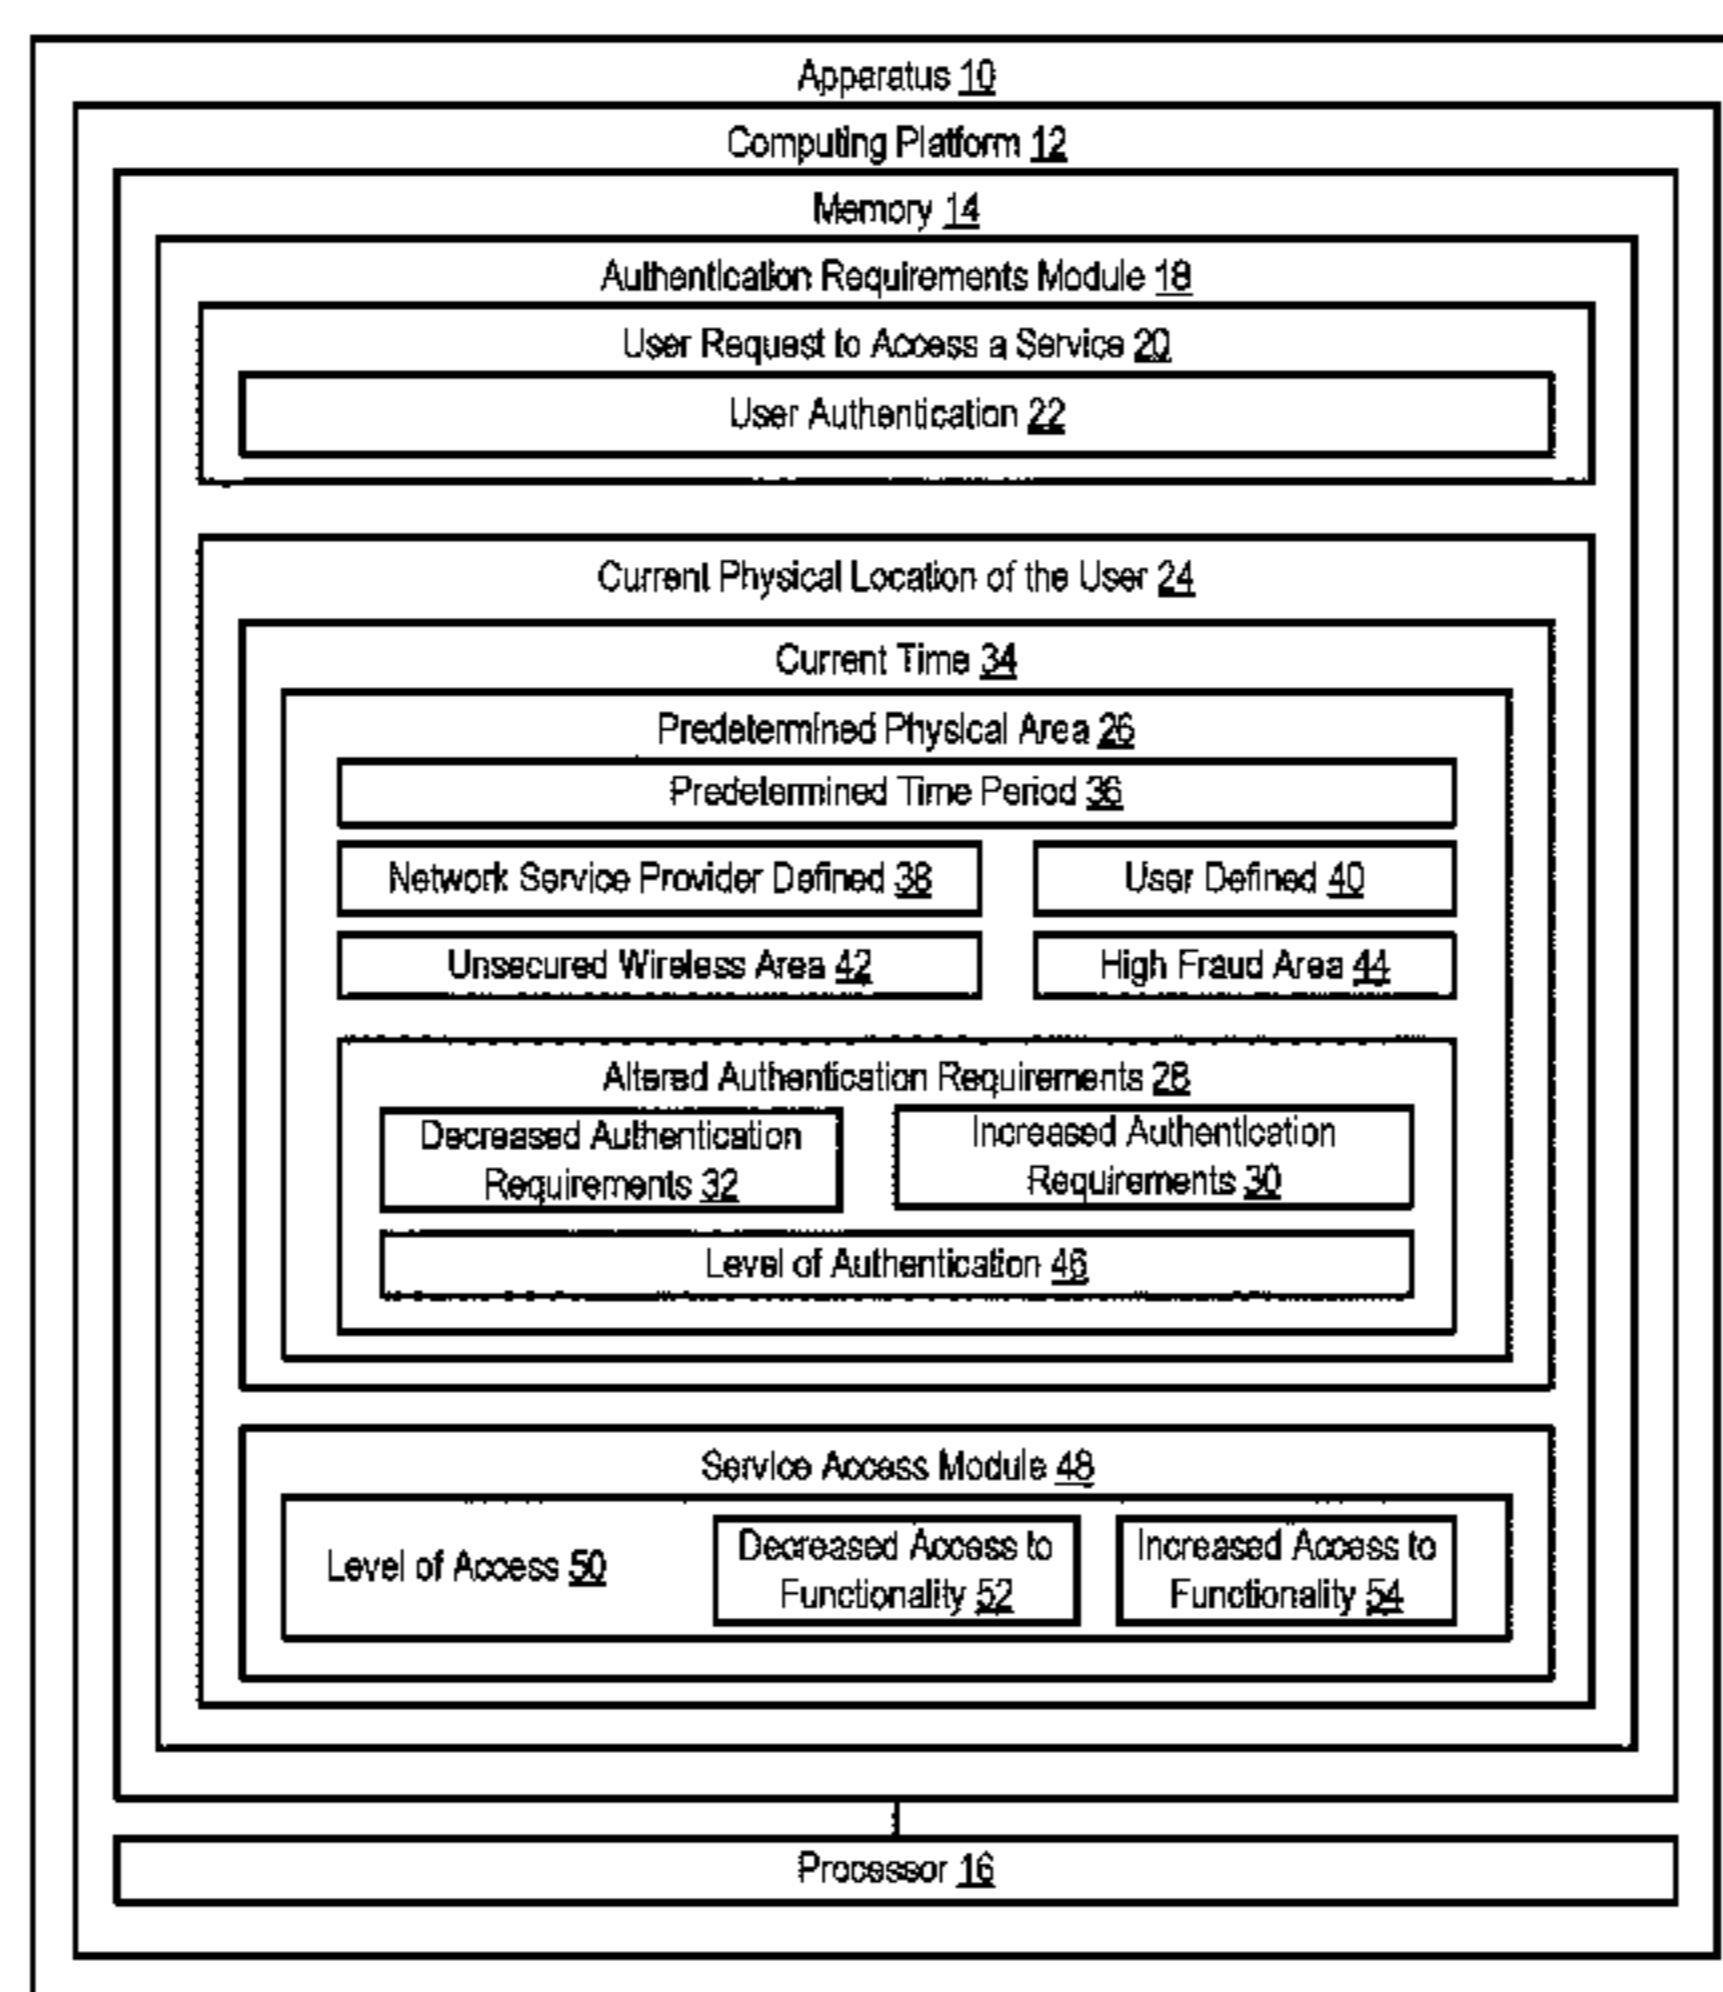 Apparatus 10
Computing Platform 12
Memory 14
Authentication Requirements Module 18
User Request to Access a Service 20
User Authentication 22
Current Physical Location of the User 24
Current Time 34
Predetermined Physical Area 26
Predetermined Time Period 36
Network Service Provider Defined 38
User Defined 40
Unsecured Wireless Area 42
High Fraud Area 44
Altered Authentication Requirements 28
Decreased Authentication
Requirements 32
Increased Authentication
Requirements 30
Level of Authentication 46
Service Access Module 48
Level of Access 50
Decreased Access to
Functionality 52
Increased Access to
Functionality 54
Processor 16